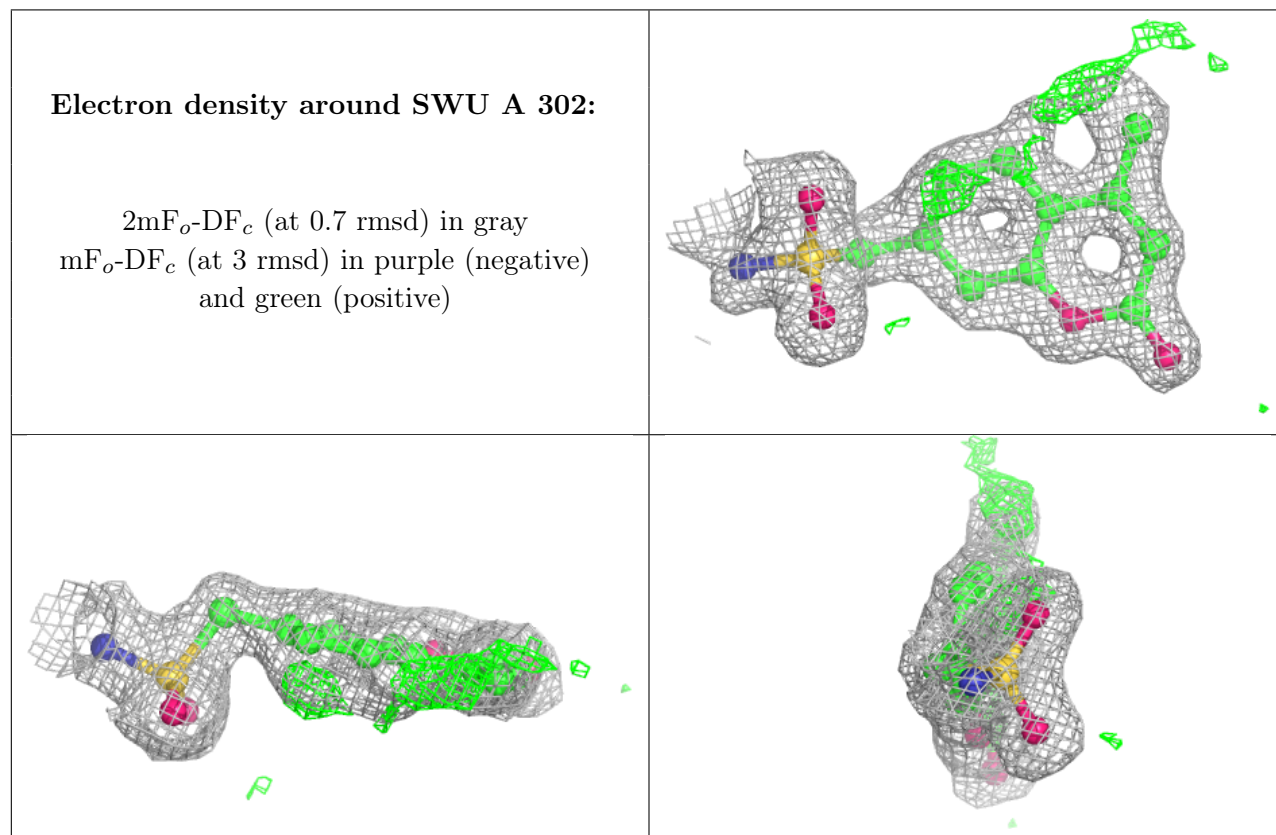 Electron density around SWU A 302:
2mFo-DFc (at 0.7 rmsd) in gray
mFo-DFc (at 3 rmsd) in purple (negative)
and green (positive)